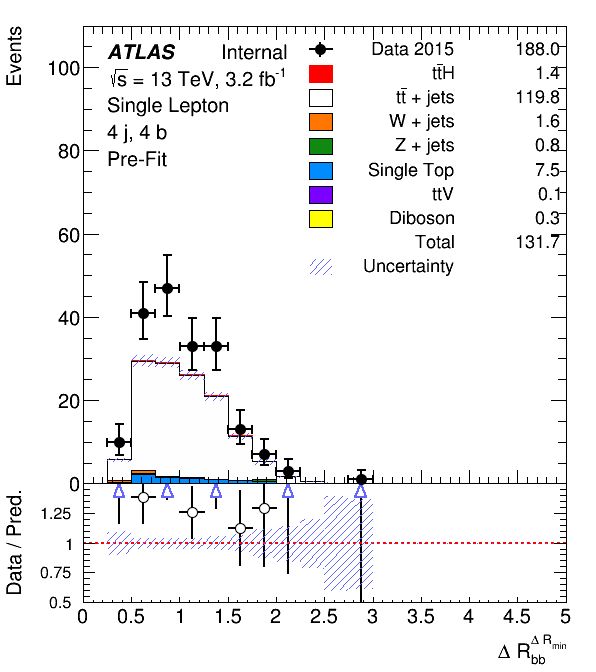 Events
100
80
60
40
20
0
ATLAS Internal
√s = 13 TeV, 3.2 fb⁻¹
Single Lepton
4 j, 4 b
Pre-Fit
Data 2015 188.0
tt̄H 1.4
tt̄ + jets 119.8
W + jets 1.6
Z + jets 0.8
Single Top 7.5
ttV 0.1
Diboson 0.3
Total 131.7
Uncertainty
Data / Pred.
1.25
1
0.75
0.5
0 0.5 1 1.5 2 2.5 3 3.5 4 4.5 5
Δ R_bb^Δ R_min